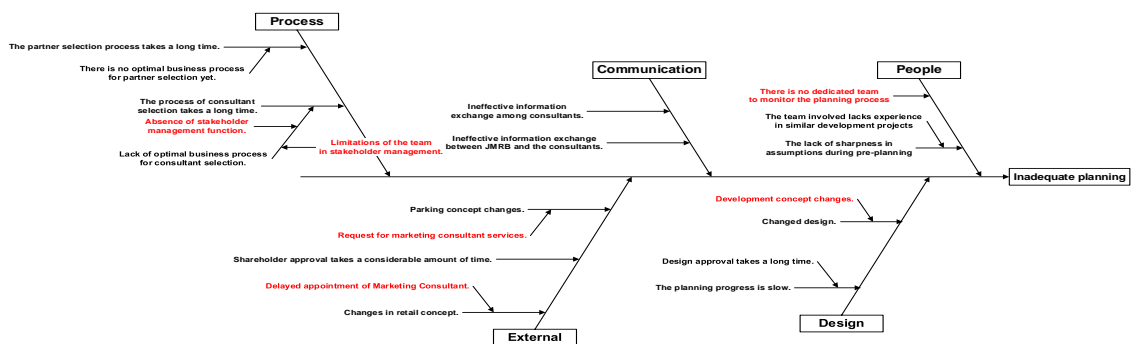 Process
The partner selection process takes a long time.
There is no optimal business process
for partner selection yet.
The process of consultant
selection takes a long time.
Absence of stakeholder
management function.
Lack of optimal business process
for consultant selection.
Limitations of the team
in stakeholder management.
Communication
Ineffective information
exchange among consultants.
Ineffective information exchange
between JMRB and the consultants.
People
There is no dedicated team
to monitor the planning process
The team involved lacks experience
in similar development projects
The lack of sharpness in
assumptions during pre-planning
Inadequate planning
Parking concept changes.
Request for marketing consultant services.
Shareholder approval takes a considerable amount of time.
Delayed appointment of Marketing Consultant.
Changes in retail concept.
External
Development concept changes.
Changed design.
Design approval takes a long time.
The planning progress is slow.
Design